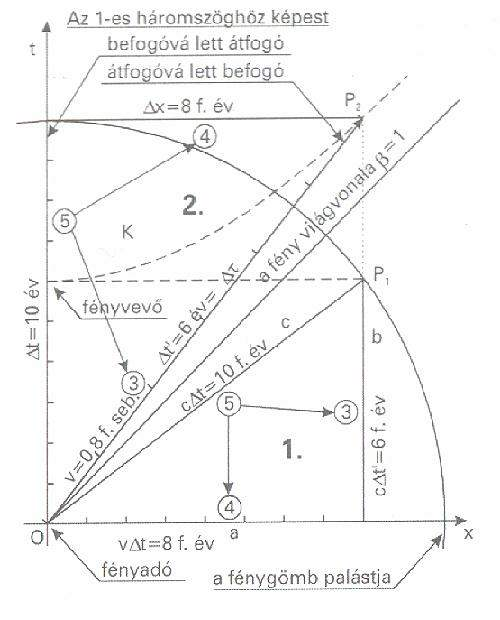 Az 1-es háromszöghöz képest
t
befogóvá lett átfogó
átfogóvá lett befogó
Δx=8 f. év
P₂
4
2.
5
K
a fény világvonala β=1
P₁
fényvevő
Δt=10 év
Δt'=6 év= Δτ
v=0,8 f. seb.
3
c
cΔt=10 f. év
b
5
3
1.
cΔt'=6 f. év
4
O
vΔt=8 f. év
a
x
fényadó
a fénygömb palástja